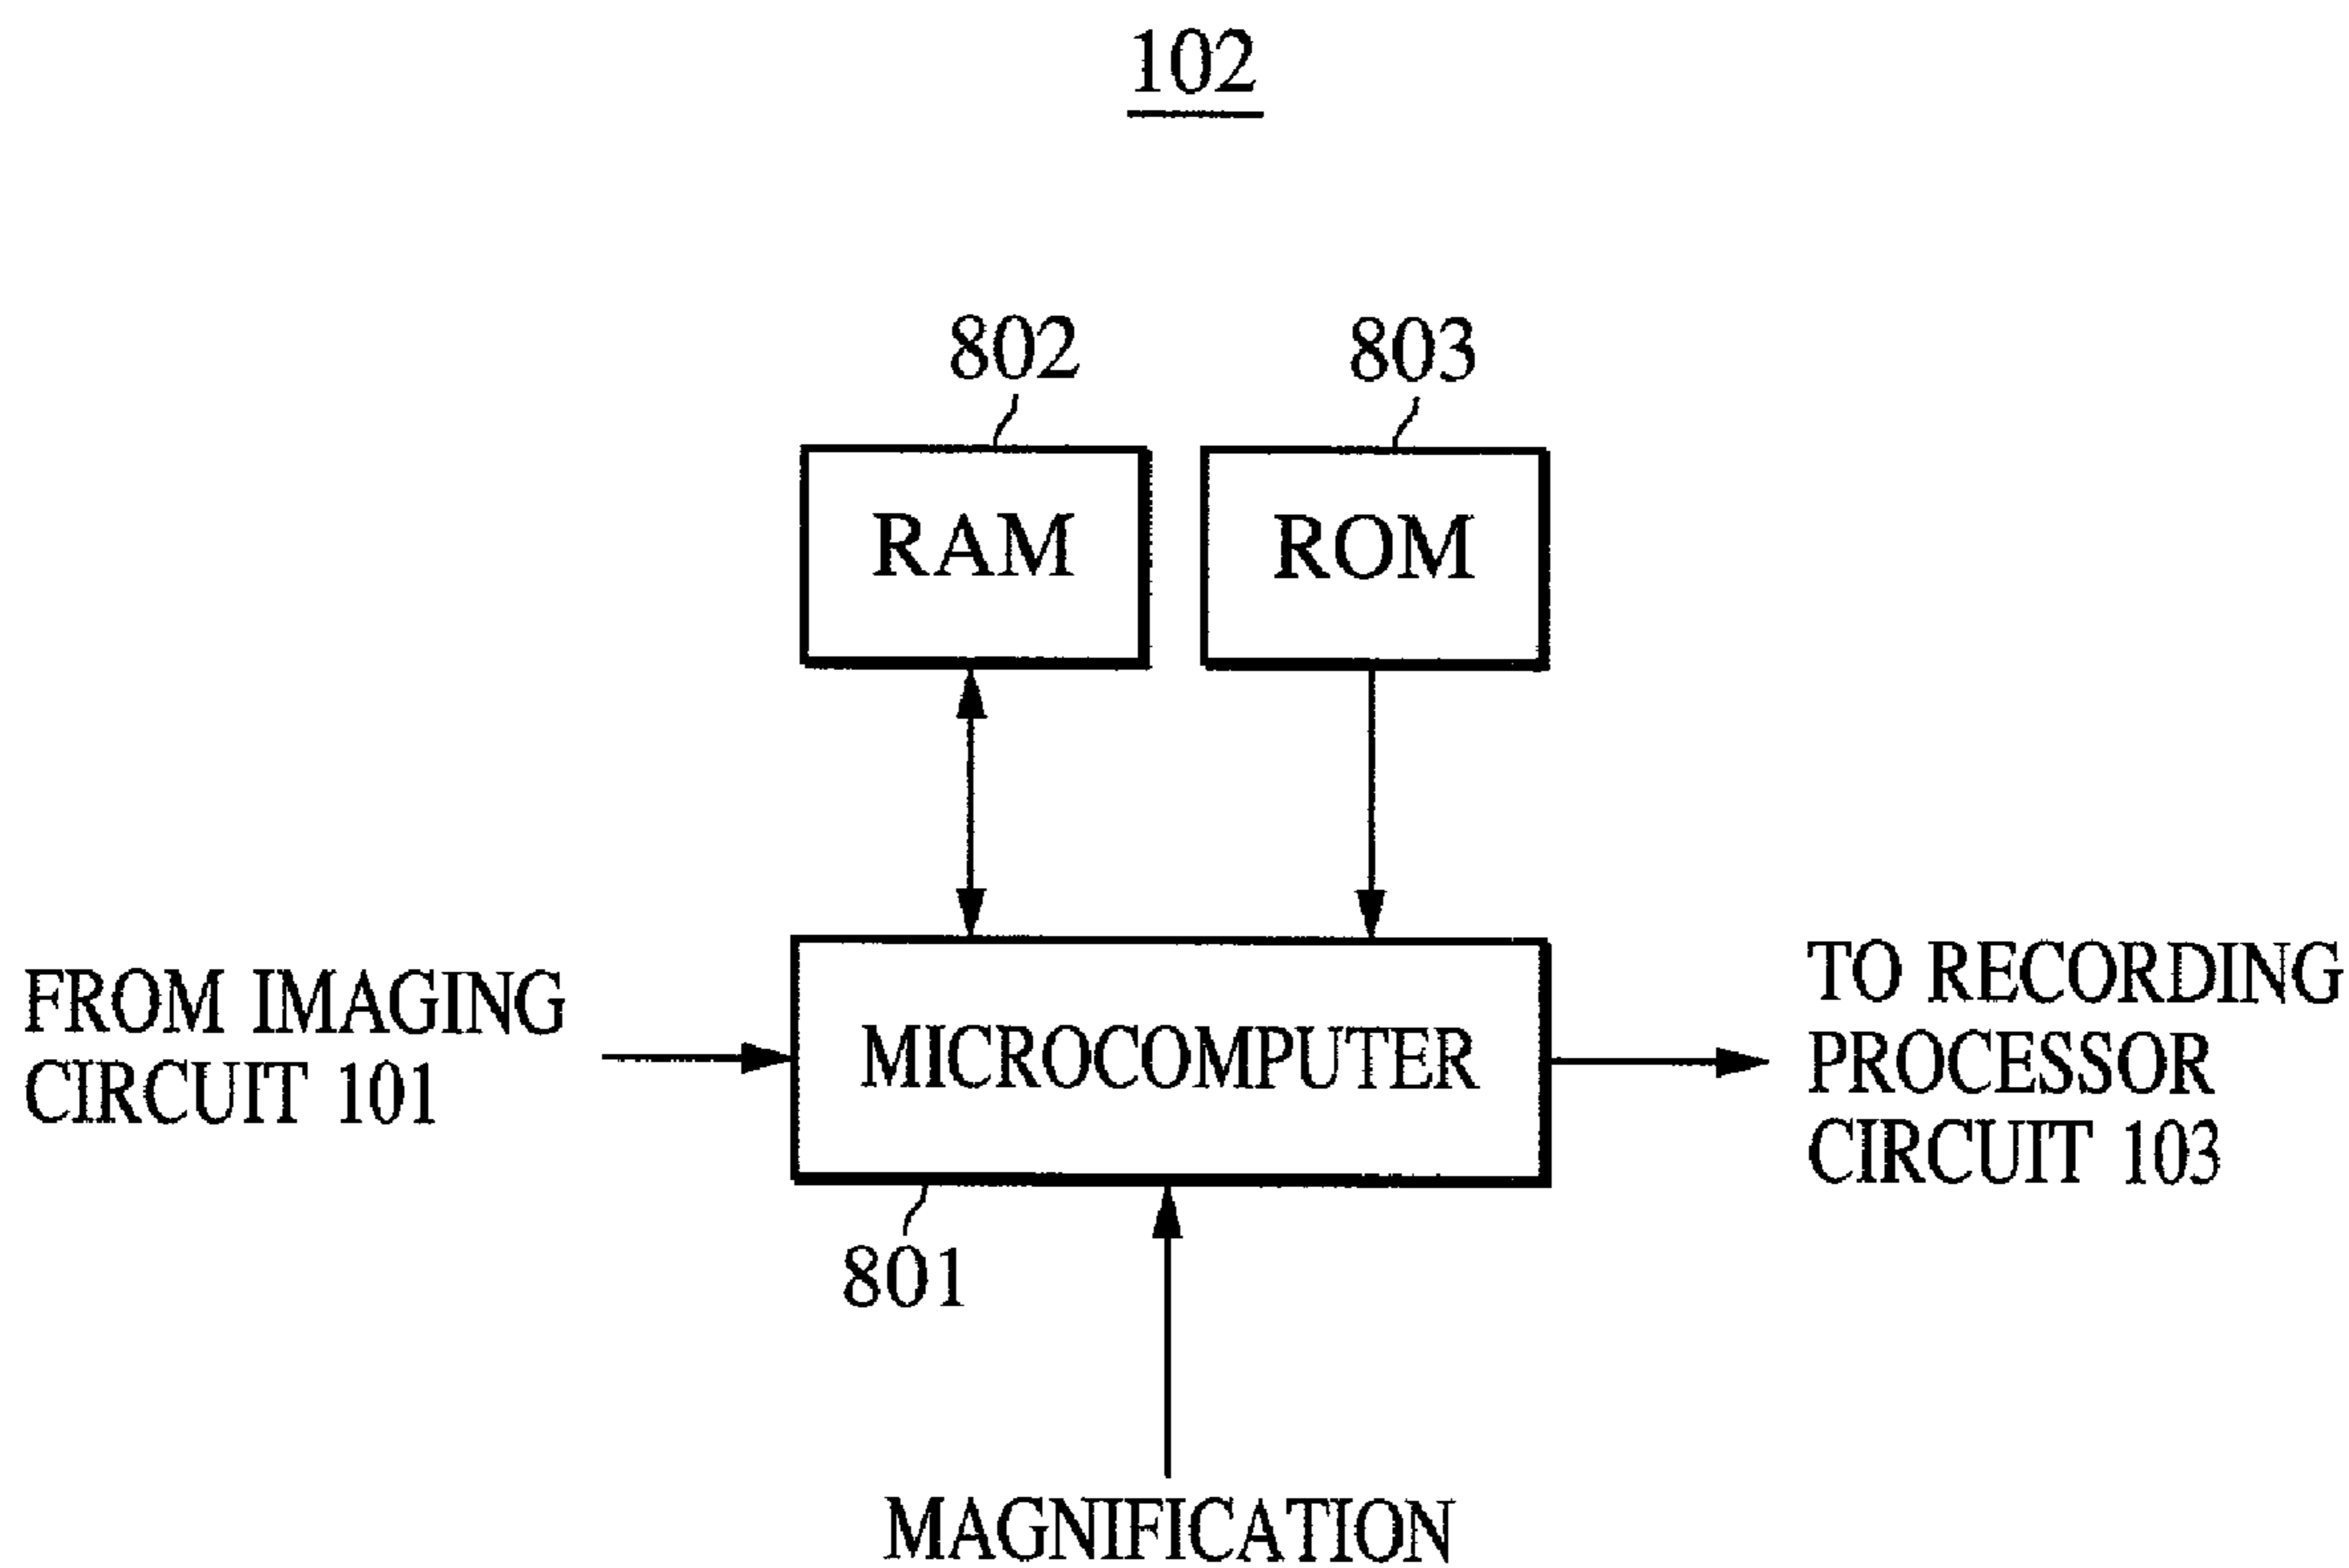 102
802
803
RAM
ROM
FROM IMAGING
CIRCUIT 101
MICROCOMPUTER
TO RECORDING
PROCESSOR
CIRCUIT 103
801
MAGNIFICATION